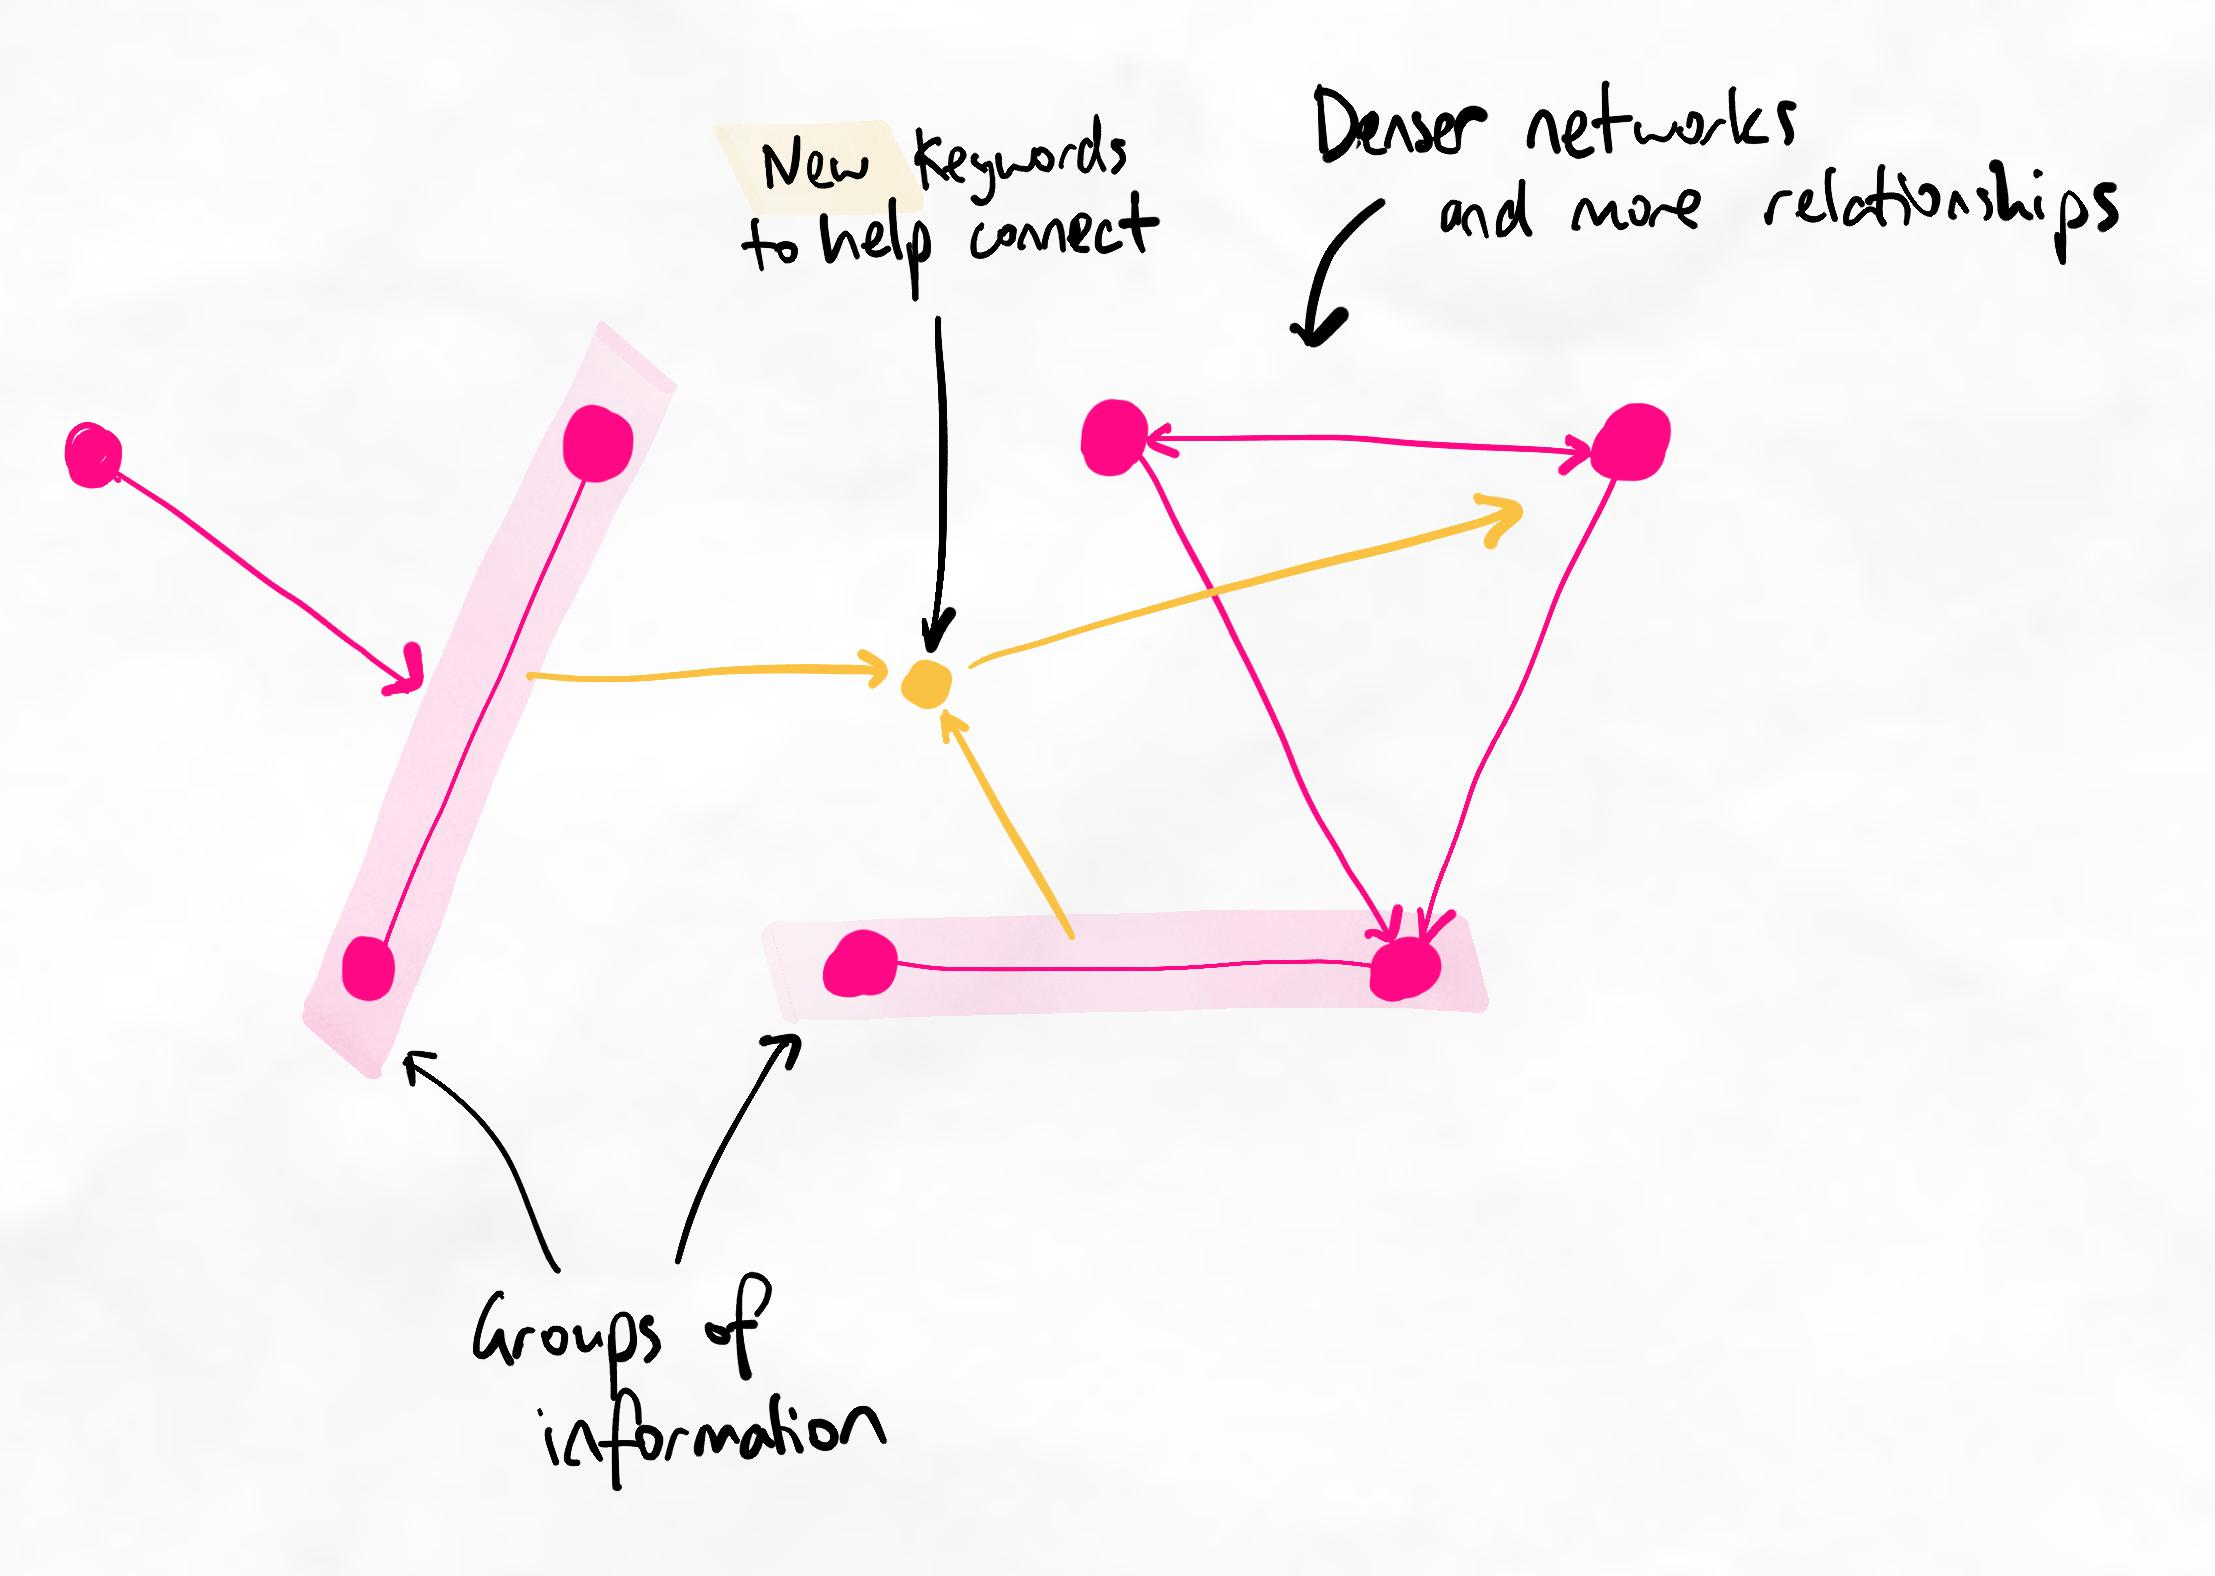 New Keywords
to help connect
Denser networks
and more relationships
Groups of
information